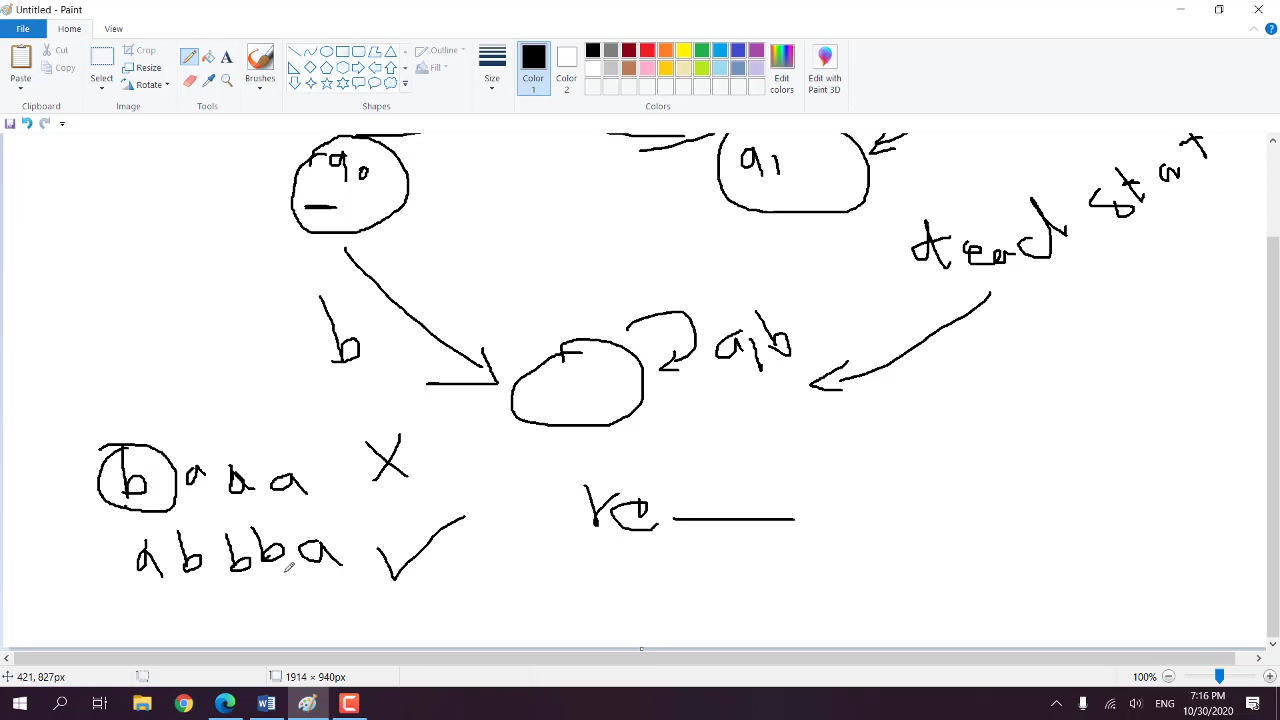 Untitled - Paint
File Home View
Paste
Cut
Copy
Clipboard
Select
Crop
Resize
Rotate
Image
Tools
Brushes
Shapes
Outline
Fill
Size
Color 1
Color 2
Colors
Edit colors
Edit with Paint 3D
q0
q1
b
a,b
b a a a X
a b b b a ✓
re
421, 827px
1914 × 940px
100%
ENG
7:16 PM
10/30/2020